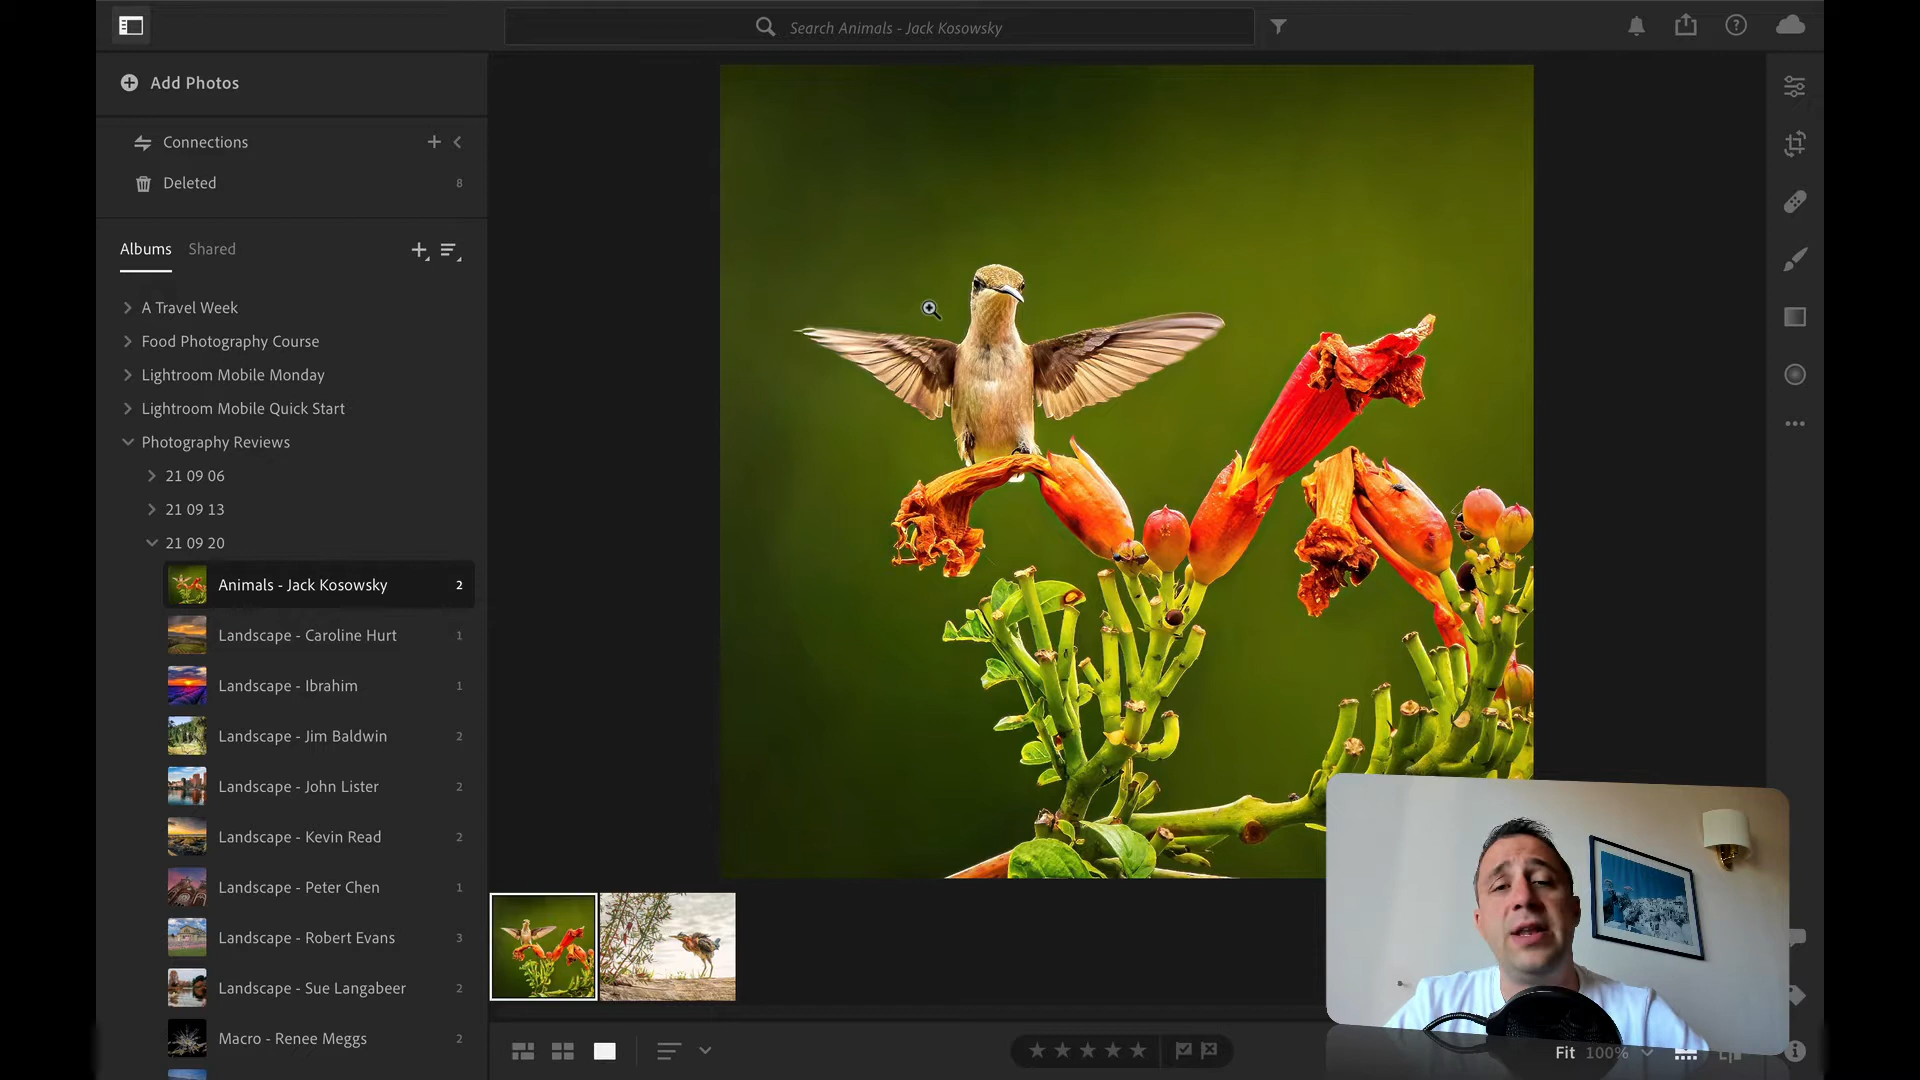 Search Animals - Jack Kosowsky
Add Photos
Connections
Deleted 8
Albums Shared
A Travel Week
Food Photography Course
Lightroom Mobile Monday
Lightroom Mobile Quick Start
Photography Reviews
21 09 06
21 09 13
21 09 20
Animals - Jack Kosowsky 2
Landscape - Caroline Hurt 1
Landscape - Ibrahim 1
Landscape - Jim Baldwin 2
Landscape - John Lister 2
Landscape - Kevin Read 2
Landscape - Peter Chen 1
Landscape - Robert Evans 3
Landscape - Sue Langabeer 2
Macro - Renee Meggs 2
Fit 100%